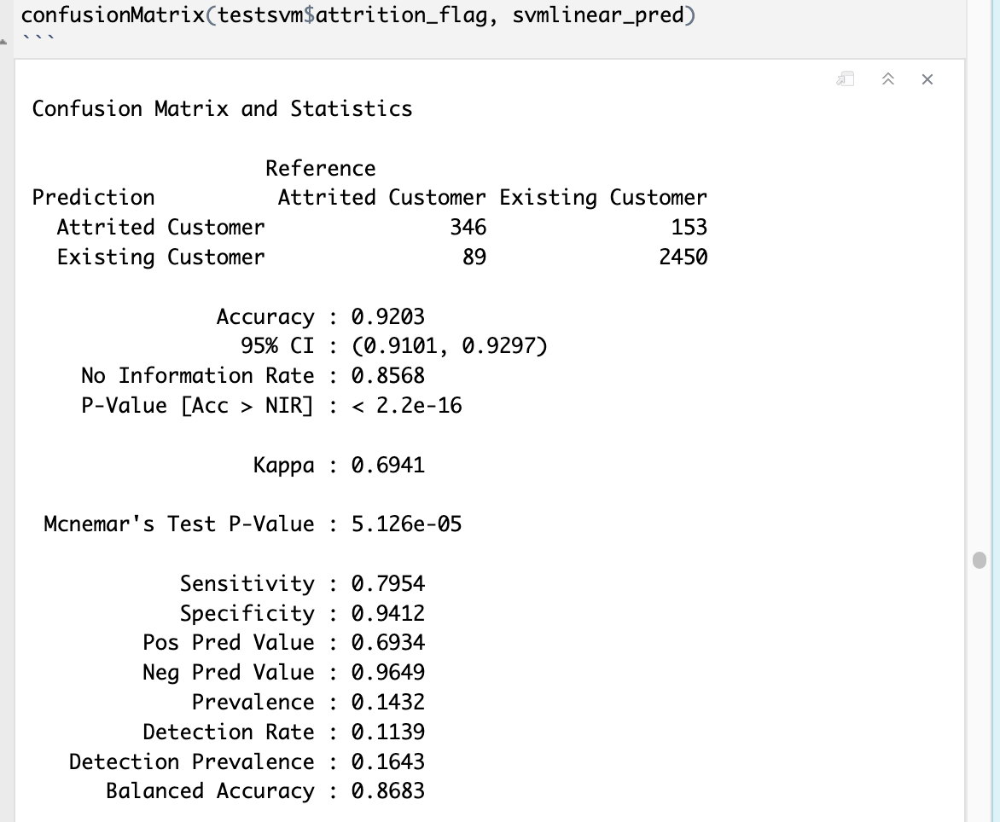 confusionMatrix(testsvm$attrition_flag, svmlinear_pred)
```
Confusion Matrix and Statistics
Reference
Prediction Attrited Customer Existing Customer
Attrited Customer 346 153
Existing Customer 89 2450
Accuracy : 0.9203
95% CI : (0.9101, 0.9297)
No Information Rate : 0.8568
P-Value [Acc > NIR] : < 2.2e-16
Kappa : 0.6941
Mcnemar's Test P-Value : 5.126e-05
Sensitivity : 0.7954
Specificity : 0.9412
Pos Pred Value : 0.6934
Neg Pred Value : 0.9649
Prevalence : 0.1432
Detection Rate : 0.1139
Detection Prevalence : 0.1643
Balanced Accuracy : 0.8683